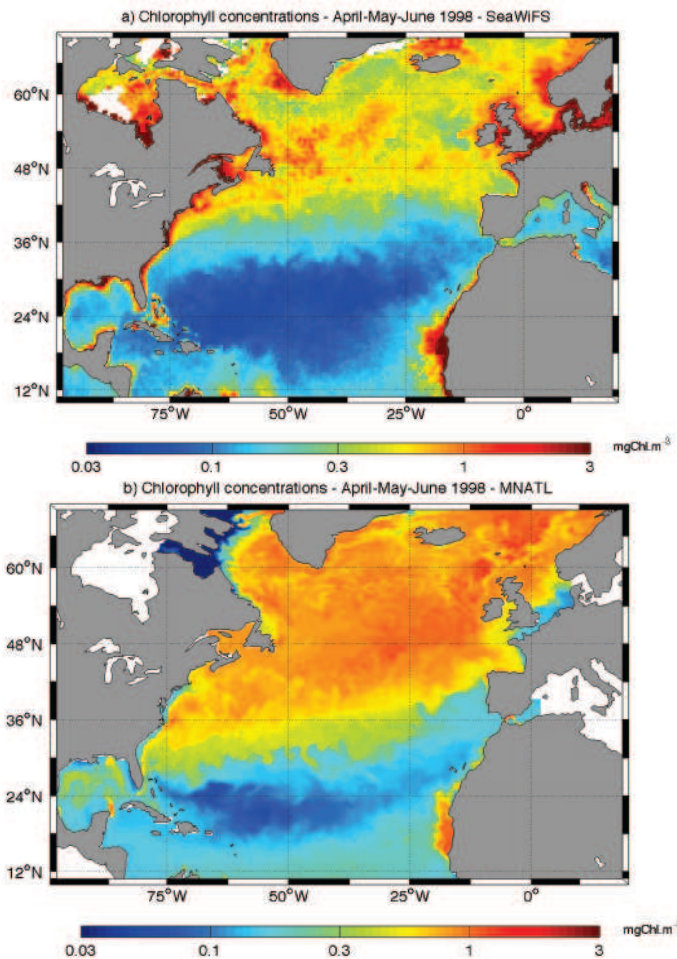 a) Chlorophyll concentrations - April-May-June 1998 - SeaWiFS
60°N
48°N
36°N
24°N
12°N
75°W 50°W 25°W 0°
0.03 0.1 0.3 1 3 mgChl.m⁻³
b) Chlorophyll concentrations - April-May-June 1998 - MNATL
60°N
48°N
36°N
24°N
12°N
75°W 50°W 25°W 0°
0.03 0.1 0.3 1 3 mgChl.m⁻